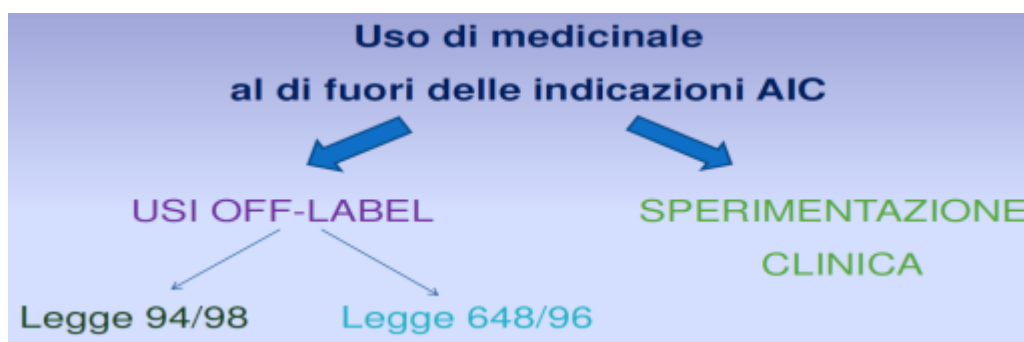 Uso di medicinale
al di fuori delle indicazioni AIC
USI OFF-LABEL
SPERIMENTAZIONE
CLINICA
Legge 94/98
Legge 648/96